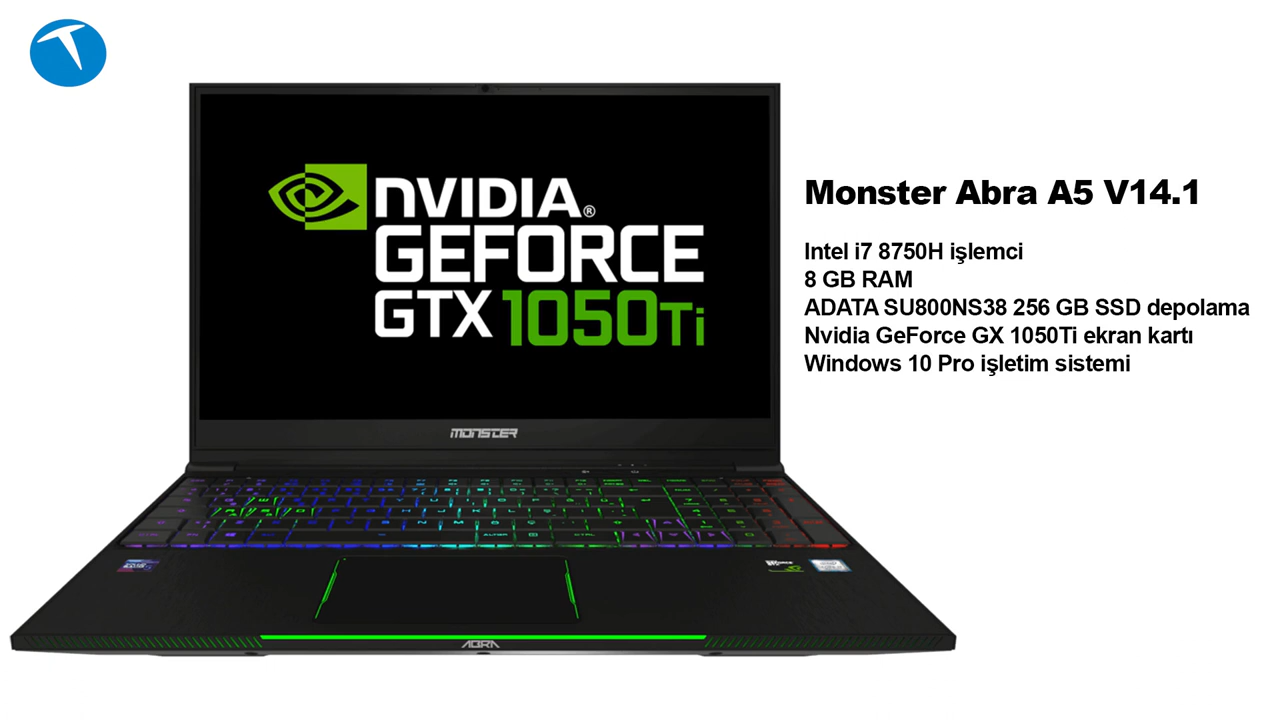 NVIDIA®
GEFORCE
GTX 1050Ti
Monster Abra A5 V14.1
Intel i7 8750H işlemci
8 GB RAM
ADATA SU800NS38 256 GB SSD depolama
Nvidia GeForce GX 1050Ti ekran kartı
Windows 10 Pro işletim sistemi
MONSTER
ABRA